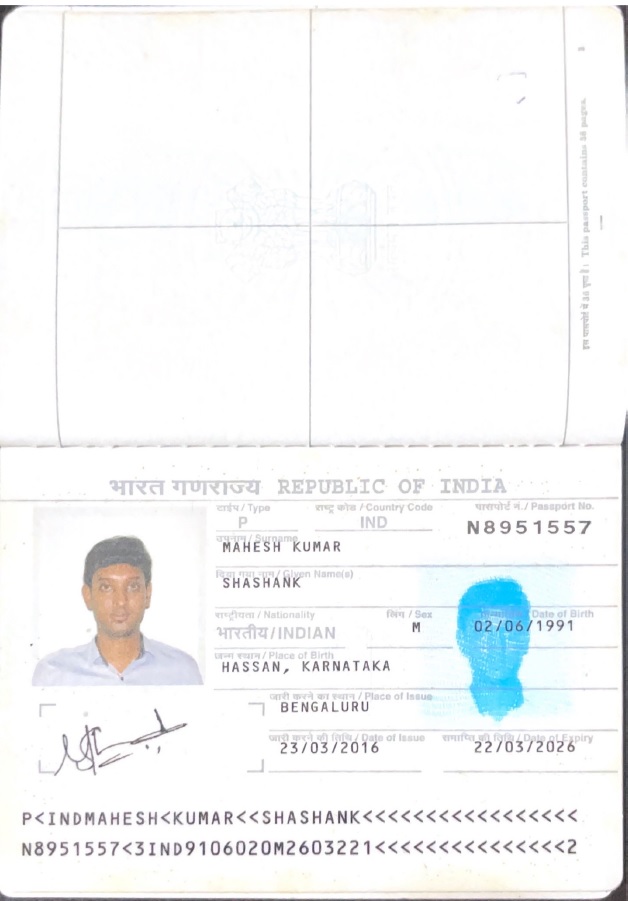 इस पासपोर्ट में 36 पृष्ठ हैं। This passport contains 36 pages.
भारत गणराज्य REPUBLIC OF INDIA
टाईप / Type राष्ट्र कोड / Country Code पासपोर्ट नं. / Passport No.
P IND N8951557
उपनाम / Surname
MAHESH KUMAR
दिया गया नाम / Given Name(s)
SHASHANK
राष्ट्रीयता / Nationality लिंग / Sex Date of Birth
भारतीय / INDIAN M 02/06/1991
जन्म स्थान / Place of Birth
HASSAN, KARNATAKA
जारी करने का स्थान / Place of Issue
BENGALURU
जारी करने की तिथि / Date of Issue समाप्ति की तिथि / Date of Expiry
23/03/2016 22/03/2026
P<INDMAHESH<KUMAR<<SHASHANK<<<<<<<<<<<<<<<<<
N8951557<3IND9106020M2603221<<<<<<<<<<<<<<<2